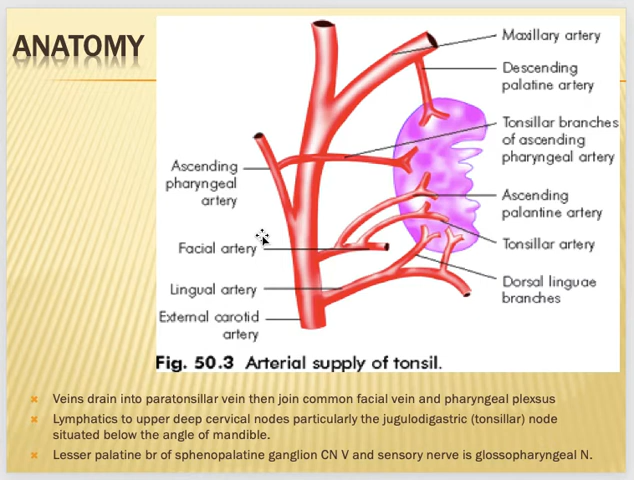 ANATOMY
Maxillary artery
Descending
palatine artery
Tonsillar branches
of ascending
pharyngeal artery
Ascending
pharyngeal
artery
Ascending
palantine artery
Facial artery
Tonsillar artery
Lingual artery
Dorsal linguae
branches
External carotid
artery
Fig. 50.3 Arterial supply of tonsil.
Veins drain into paratonsillar vein then join common facial vein and pharyngeal plexsus
Lymphatics to upper deep cervical nodes particularly the jugulodigastric (tonsillar) node
situated below the angle of mandible.
Lesser palatine br of sphenopalatine ganglion CN V and sensory nerve is glossopharyngeal N.